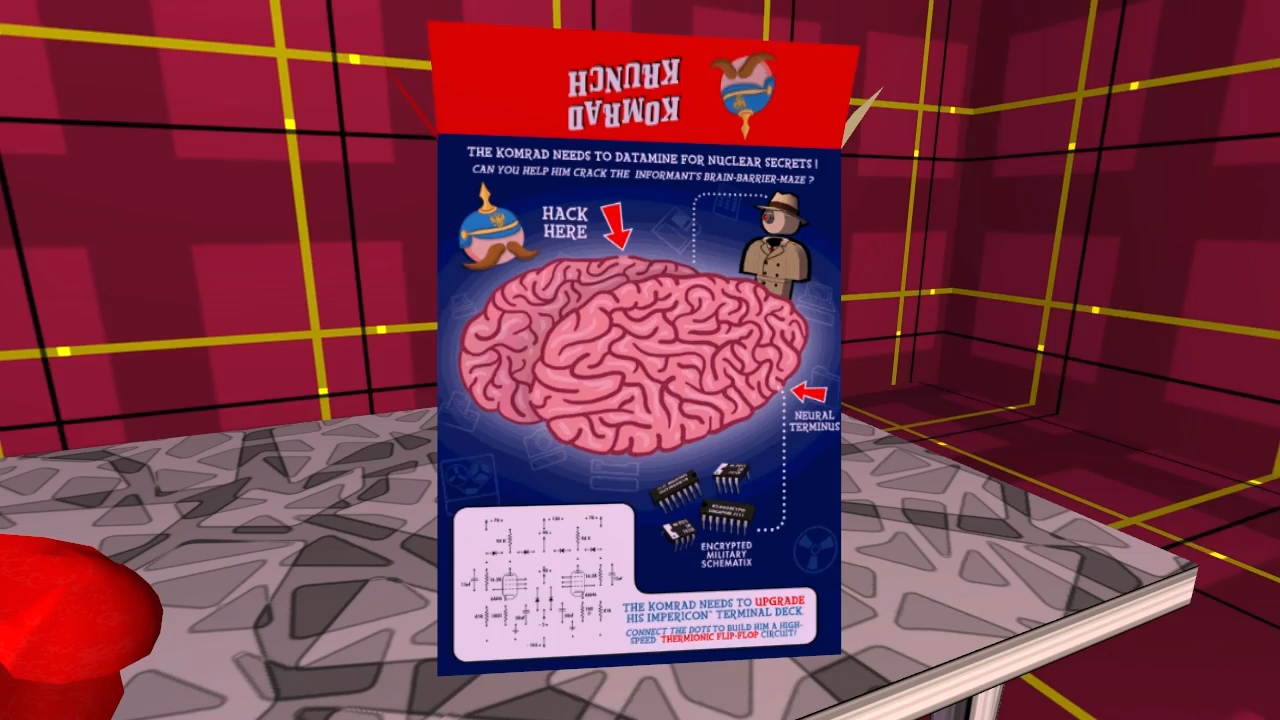 KOMRAD
KRUNCH
THE KOMRAD NEEDS TO DATAMINE FOR NUCLEAR SECRETS!
CAN YOU HELP HIM CRACK THE INFORMANT'S BRAIN-BARRIER-MAZE?
HACK
HERE
NEURAL
TERMINUS
ENCRYPTED
MILITARY
SCHEMATIX
THE KOMRAD NEEDS TO UPGRADE
HIS IMPERICON™ TERMINAL DECK
CONNECT THE DOTS TO BUILD HIM A HIGH-
SPEED THERMIONIC FLIP-FLOP CIRCUIT!